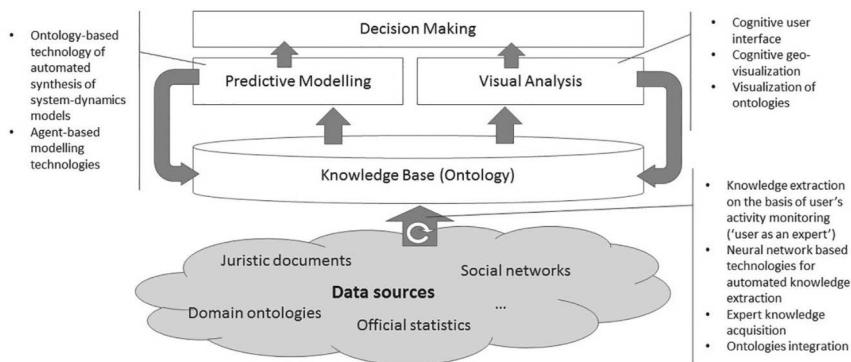 Decision Making
• Ontology-based
technology of
automated
synthesis of
system-dynamics
models
• Agent-based
modelling
technologies
Predictive Modelling
Visual Analysis
• Cognitive user
interface
• Cognitive geo-
visualization
• Visualization of
ontologies
Knowledge Base (Ontology)
• Knowledge extraction
on the basis of user's
activity monitoring
('user as an expert')
• Neural network based
technologies for
automated knowledge
extraction
• Expert knowledge
acquisition
• Ontologies integration
Juristic documents
Social networks
Data sources
...
Domain ontologies
Official statistics